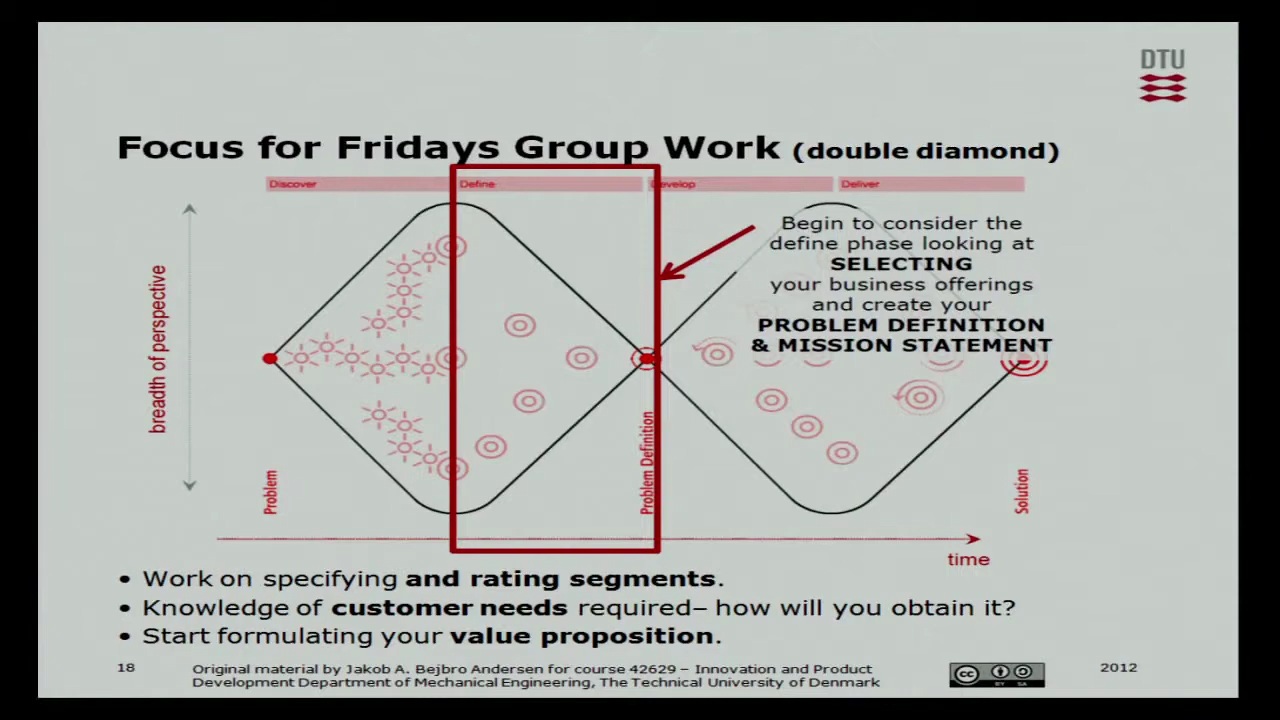 DTU
Focus for Fridays Group Work (double diamond)
Discover
Define
Develop
Deliver
breadth of perspective
Begin to consider the
define phase looking at
SELECTING
your business offerings
and create your
PROBLEM DEFINITION
& MISSION STATEMENT
Problem
Problem Definition
Solution
time
• Work on specifying and rating segments.
• Knowledge of customer needs required– how will you obtain it?
• Start formulating your value proposition.
18
Original material by Jakob A. Bejbro Andersen for course 42629 – Innovation and Product
Development Department of Mechanical Engineering, The Technical University of Denmark
cc
BY SA
2012